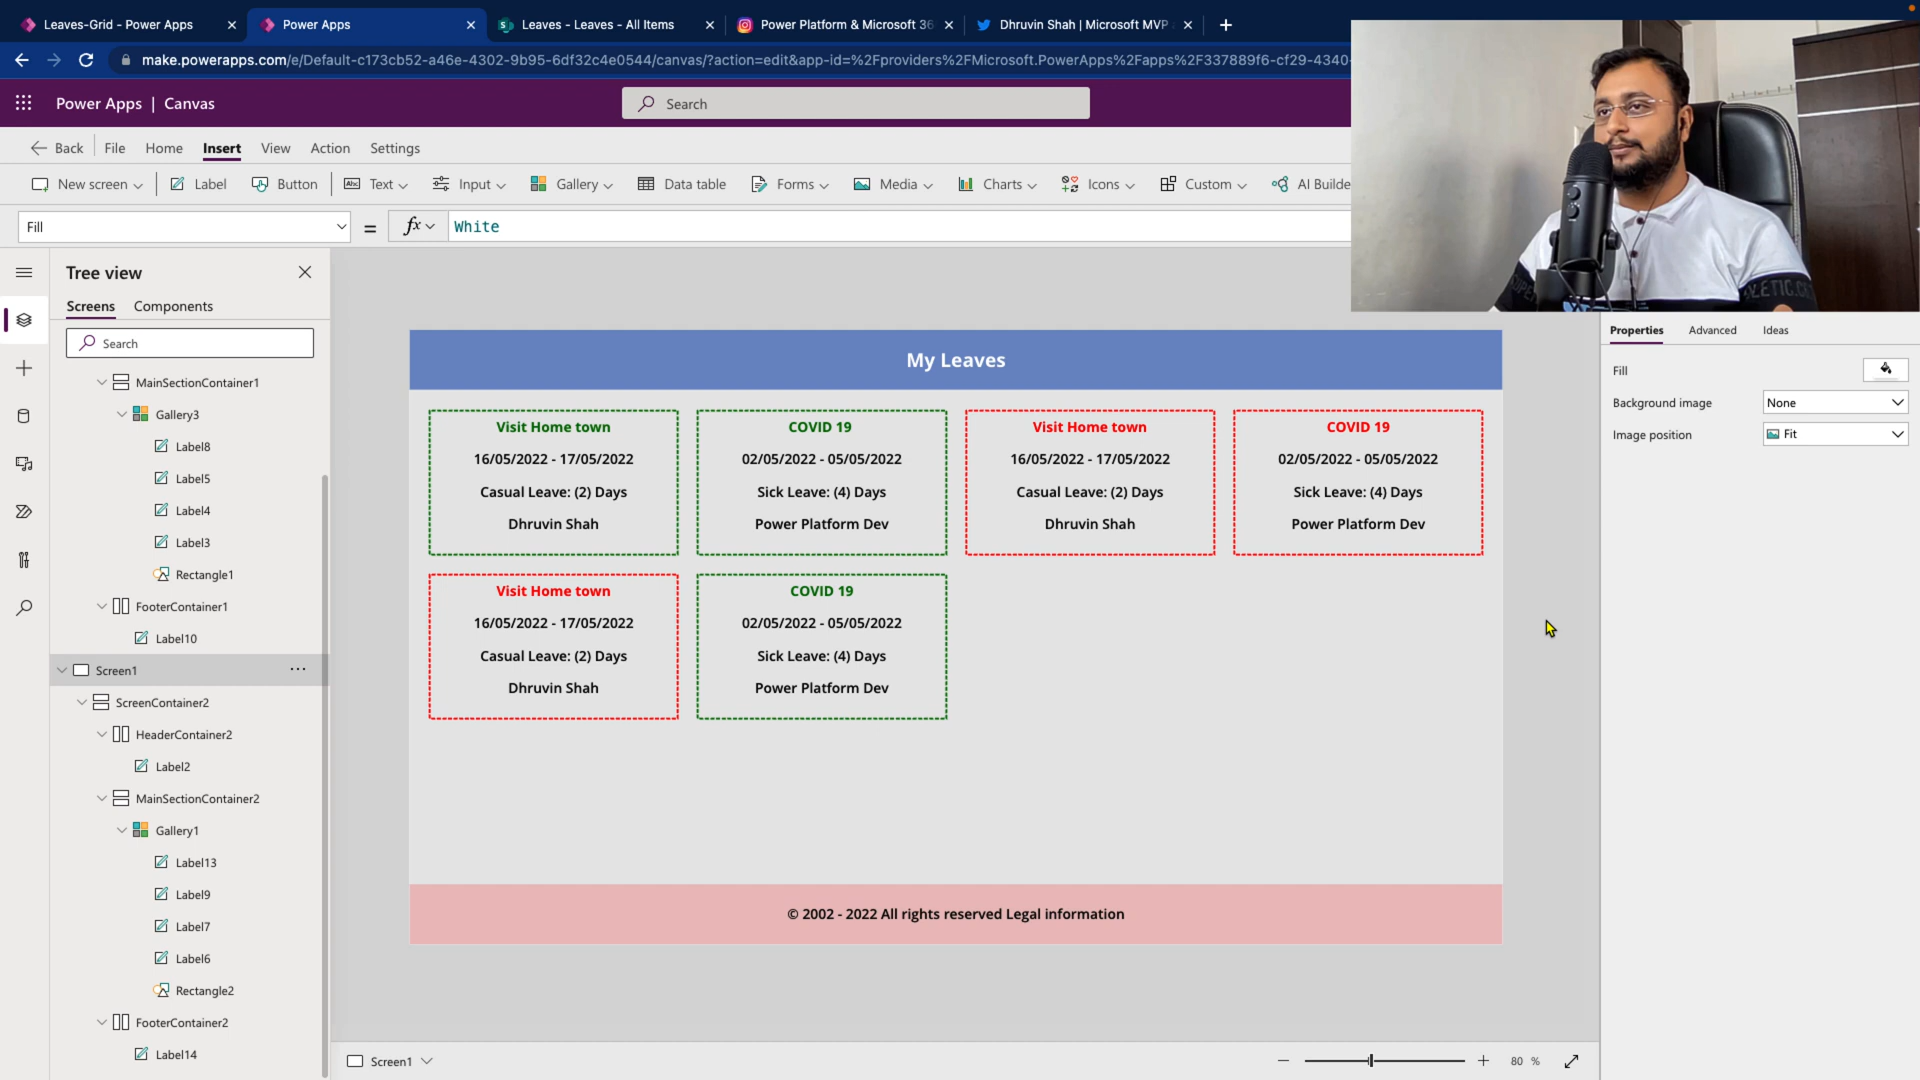 Leaves-Grid - Power Apps
Power Apps
Leaves - Leaves - All Items
Power Platform & Microsoft 36
Dhruvin Shah | Microsoft MVP
make.powerapps.com/e/Default-c173cb52-a46e-4302-9b95-6df32c4e0544/canvas/?action=edit&app-id=%2Fproviders%2FMicrosoft.PowerApps%2Fapps%2F337889f6-cf29-4340-
Power Apps | Canvas
Search
Back File Home Insert View Action Settings
New screen Label Button Text Input Gallery Data table Forms Media Charts Icons Custom AI Builde
Fill = fx White
Tree view
Screens Components
Search
MainSectionContainer1
Gallery3
Label8
Label5
Label4
Label3
Rectangle1
FooterContainer1
Label10
Screen1
ScreenContainer2
HeaderContainer2
Label2
MainSectionContainer2
Gallery1
Label13
Label9
Label7
Label6
Rectangle2
FooterContainer2
Label14
My Leaves
Visit Home town
16/05/2022 - 17/05/2022
Casual Leave: (2) Days
Dhruvin Shah
COVID 19
02/05/2022 - 05/05/2022
Sick Leave: (4) Days
Power Platform Dev
Visit Home town
16/05/2022 - 17/05/2022
Casual Leave: (2) Days
Dhruvin Shah
COVID 19
02/05/2022 - 05/05/2022
Sick Leave: (4) Days
Power Platform Dev
Visit Home town
16/05/2022 - 17/05/2022
Casual Leave: (2) Days
Dhruvin Shah
COVID 19
02/05/2022 - 05/05/2022
Sick Leave: (4) Days
Power Platform Dev
© 2002 - 2022 All rights reserved Legal information
Screen1
80 %
Properties Advanced Ideas
Fill
Background image None
Image position Fit